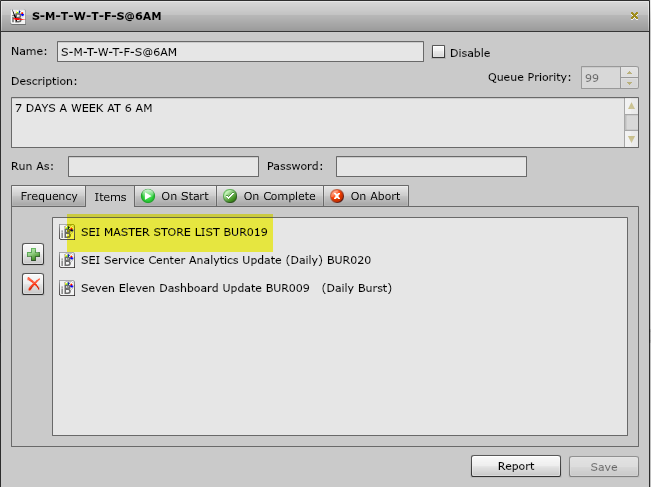 S-M-T-W-T-F-S@6AM
Name: S-M-T-W-T-F-S@6AM Disable
Description: Queue Priority: 99
7 DAYS A WEEK AT 6 AM
Run As: Password:
Frequency Items On Start On Complete On Abort
SEI MASTER STORE LIST BUR019
SEI Service Center Analytics Update (Daily) BUR020
Seven Eleven Dashboard Update BUR009 (Daily Burst)
Report Save